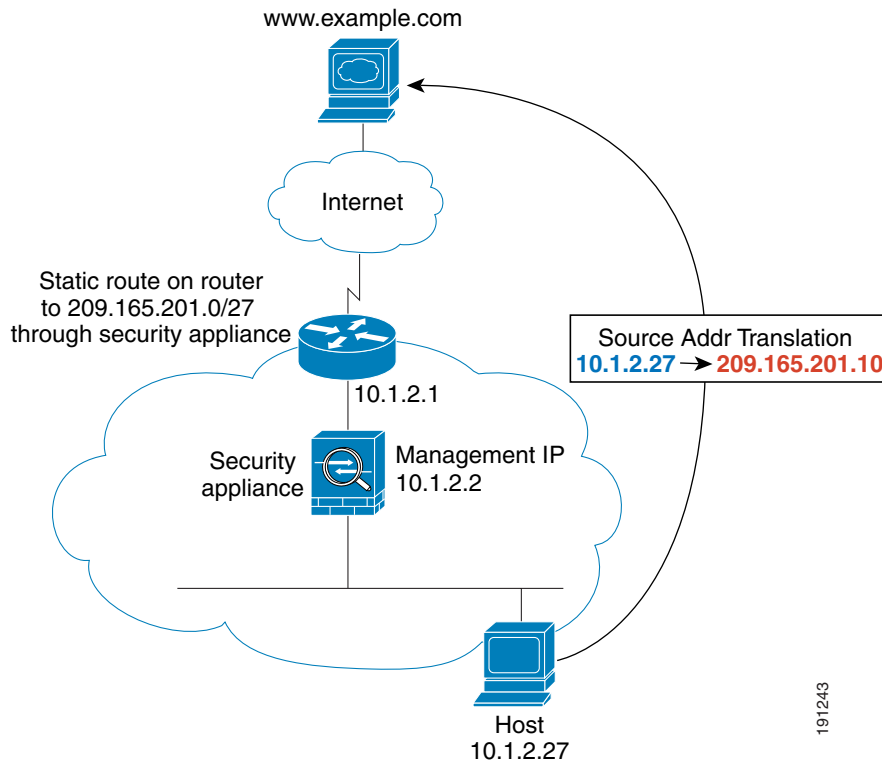 www.example.com
Internet
Static route on router
to 209.165.201.0/27
through security appliance
Source Addr Translation
10.1.2.27 209.165.201.10
10.1.2.1
Security
appliance
Management IP
10.1.2.2
Host
10.1.2.27
191243